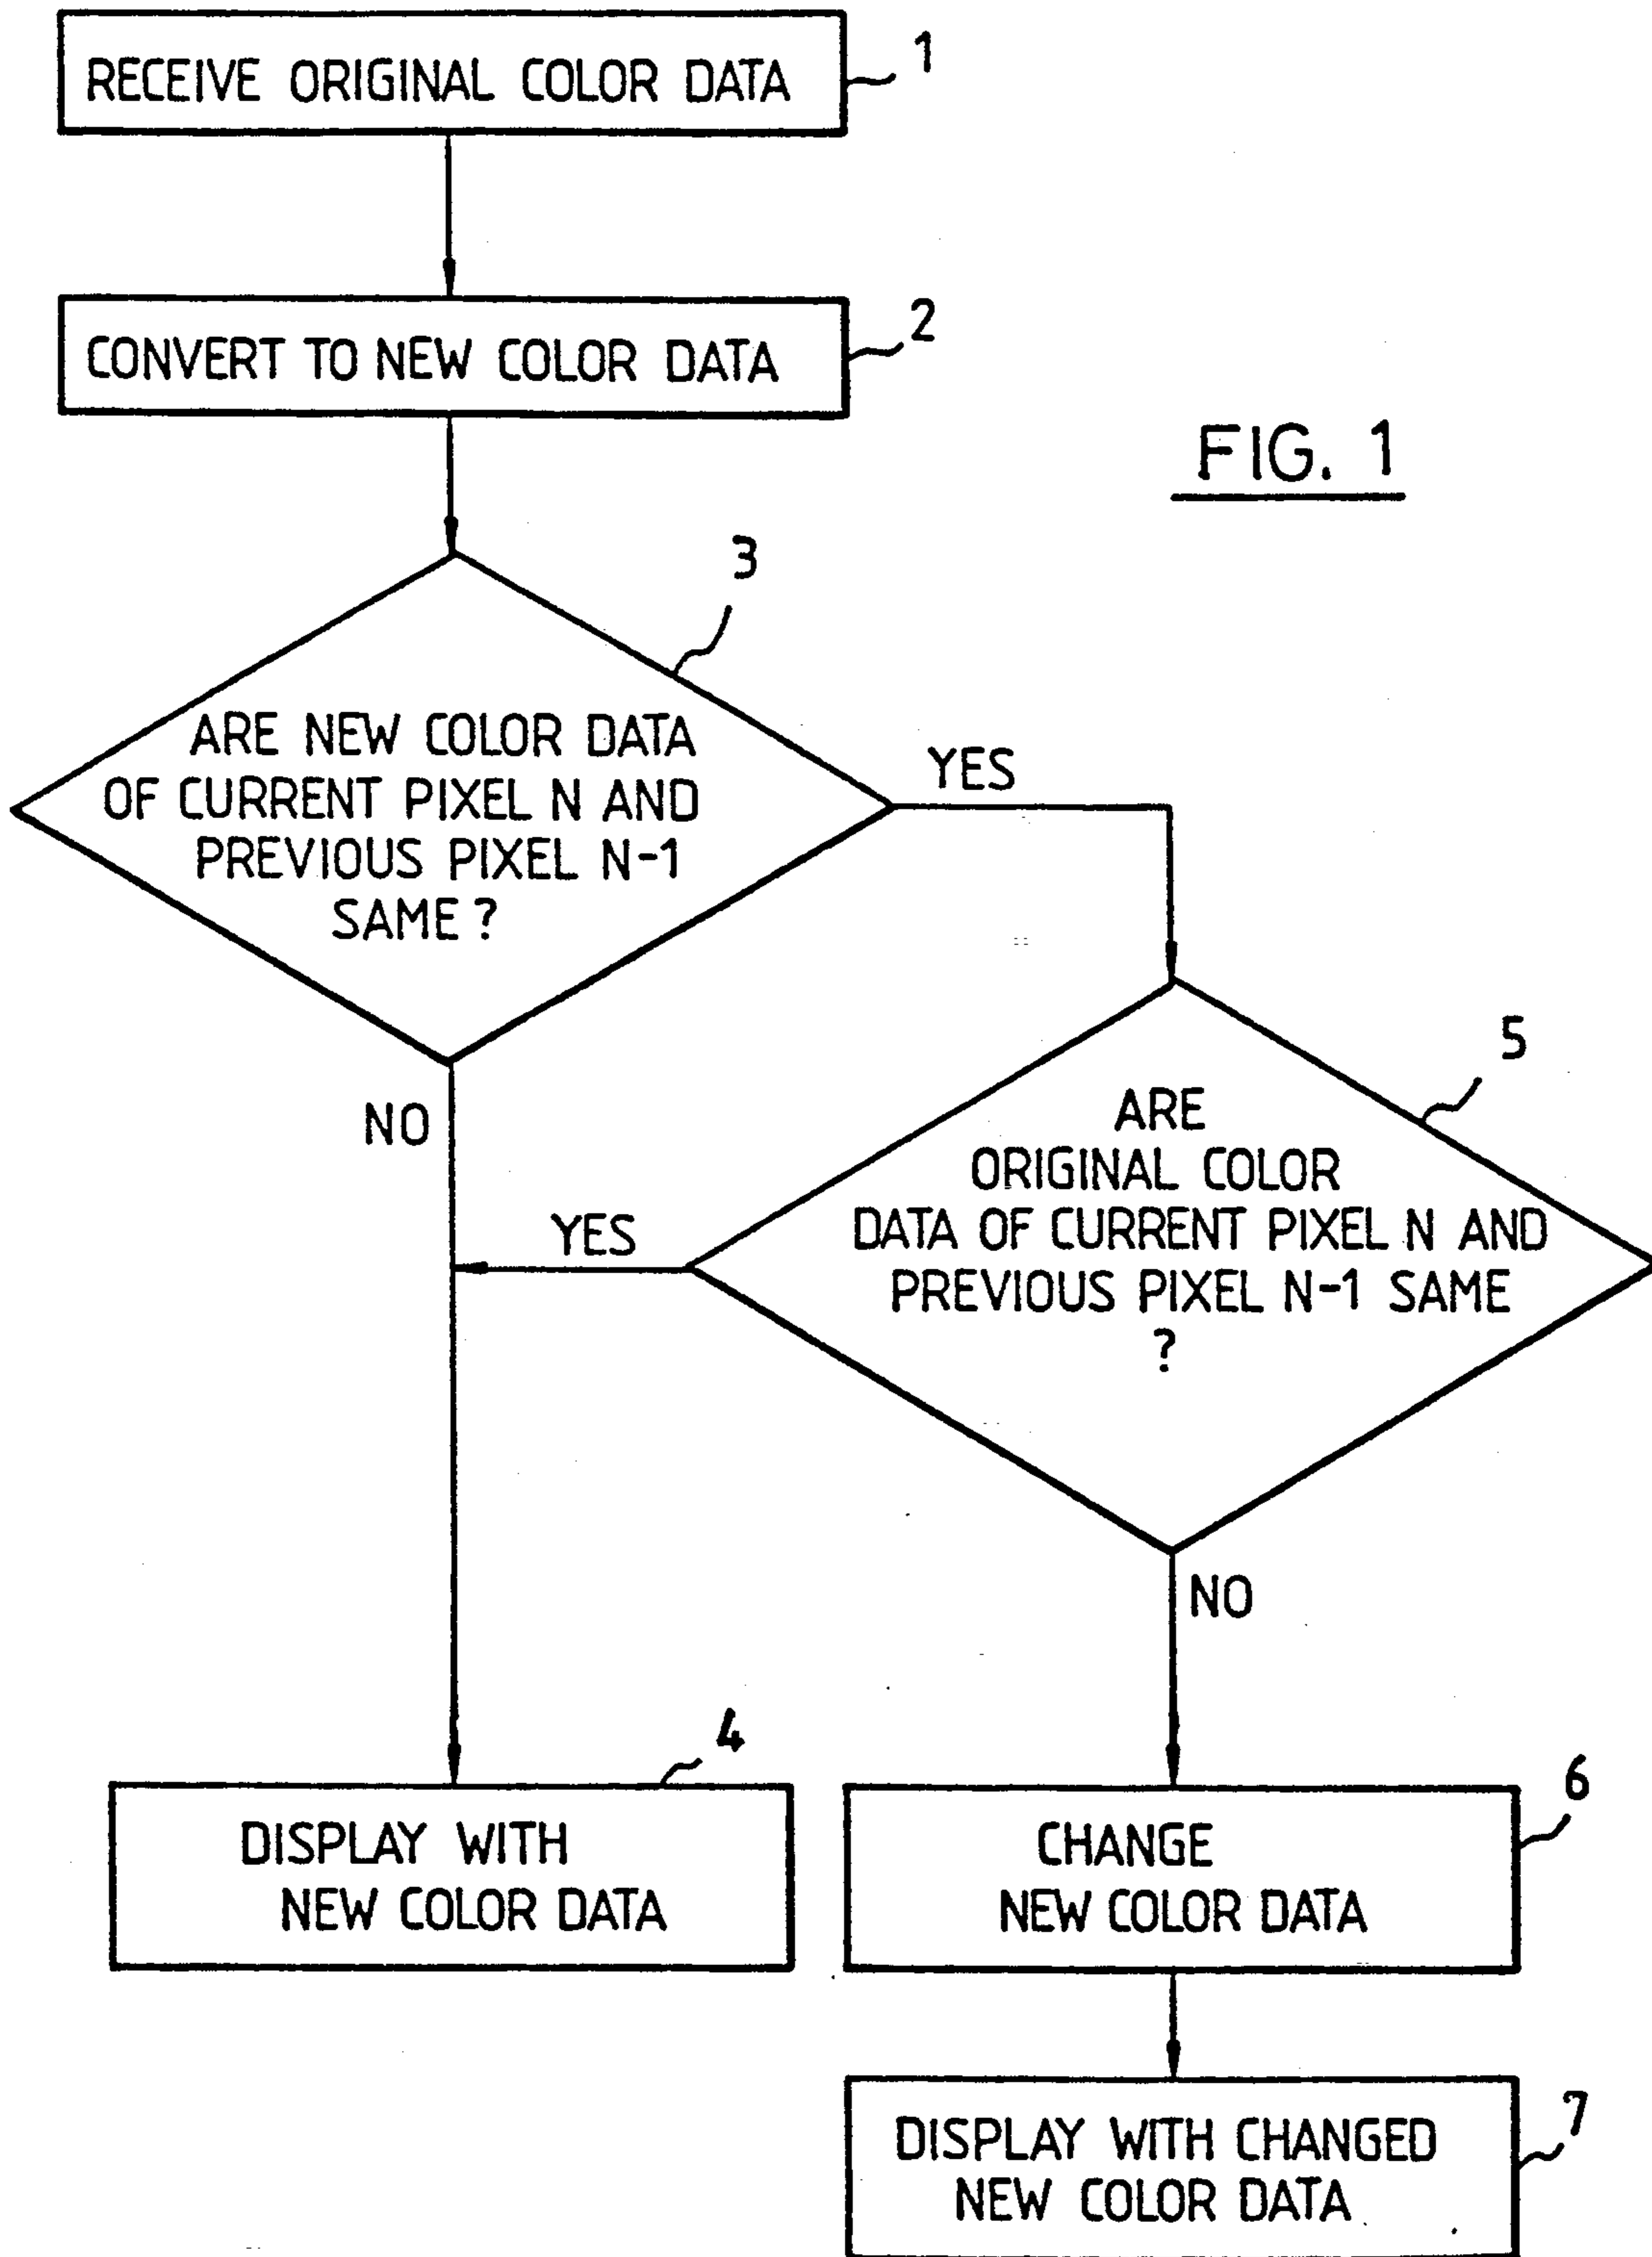 RECEIVE ORIGINAL COLOR DATA
1
CONVERT TO NEW COLOR DATA
2
FIG. 1
3
ARE NEW COLOR DATA
OF CURRENT PIXEL N AND
PREVIOUS PIXEL N-1
SAME ?
YES
NO
5
ARE
ORIGINAL COLOR
DATA OF CURRENT PIXEL N AND
PREVIOUS PIXEL N-1 SAME
?
YES
NO
4
DISPLAY WITH
NEW COLOR DATA
6
CHANGE
NEW COLOR DATA
7
DISPLAY WITH CHANGED
NEW COLOR DATA